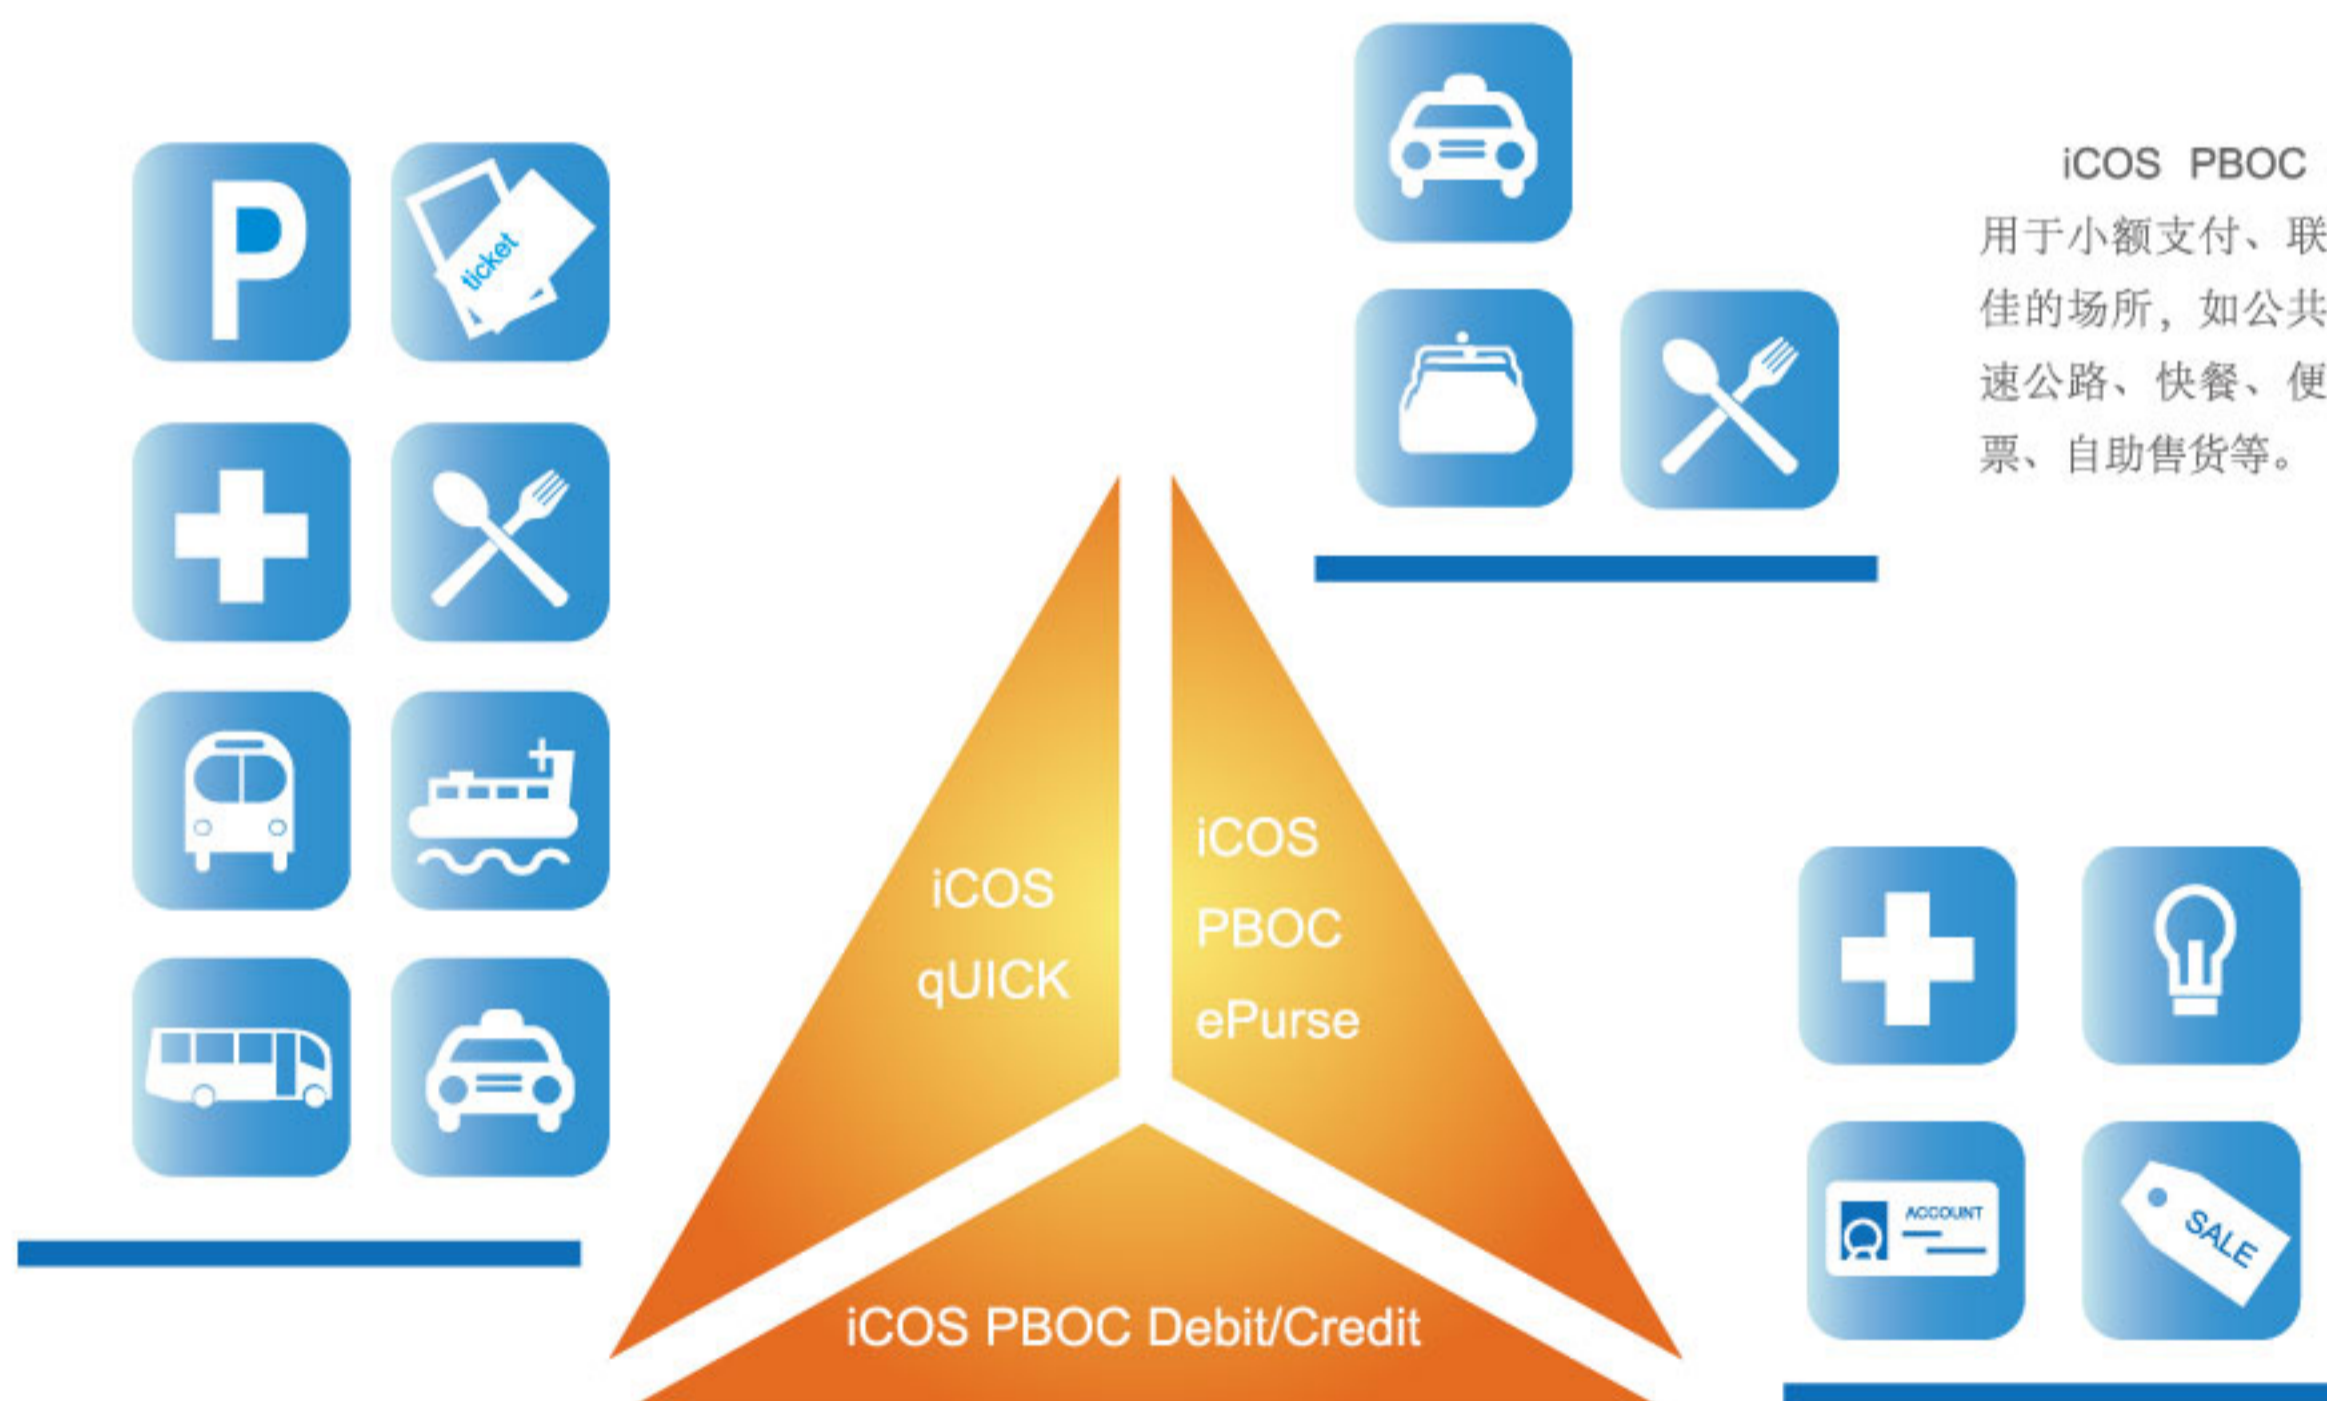 P
ticket
iCOS PBOC
用于小额支付、联
佳的场所，如公共
速公路、快餐、便
票、自助售货等。
iCOS
qUICK
iCOS
PBOC
ePurse
iCOS PBOC Debit/Credit
ACCOUNT
SALE